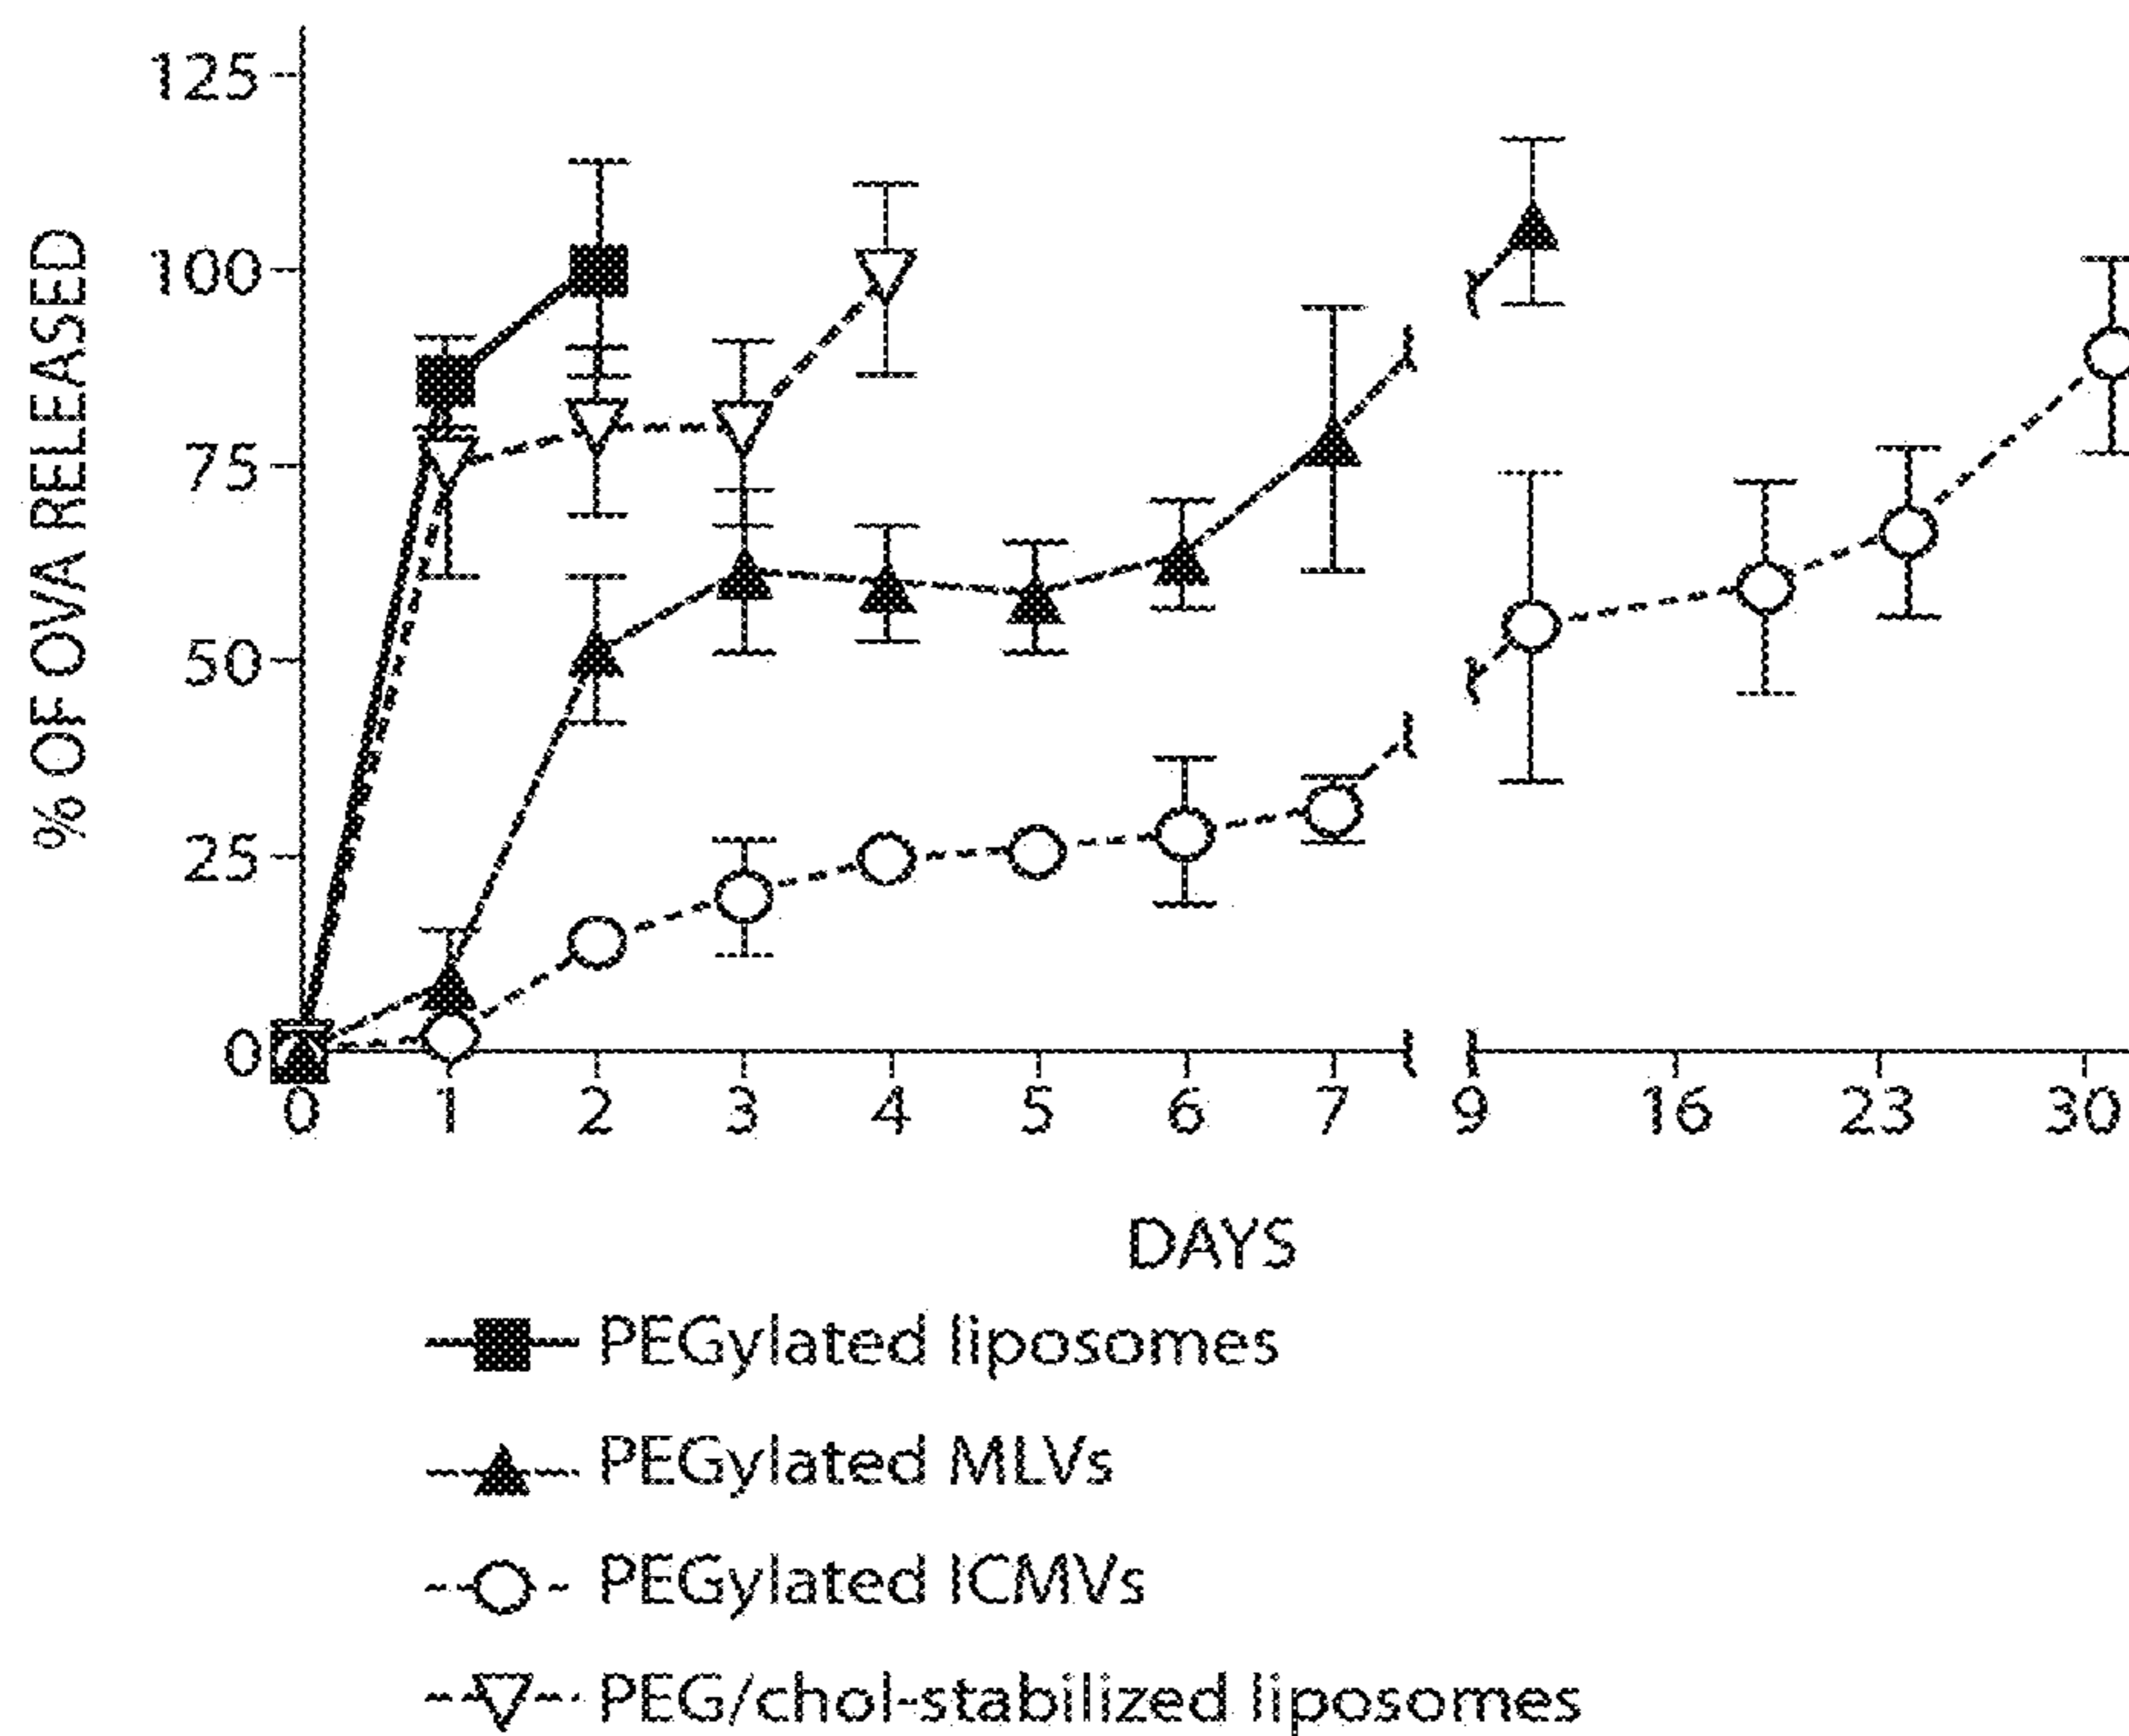 % OF OVA RELEASED
125
100
75
50
25
0
0 1 2 3 4 5 6 7 9 16 23 30
DAYS
PEGylated liposomes
PEGylated MLVs
PEGylated ICMVs
PEG/chol-stabilized liposomes